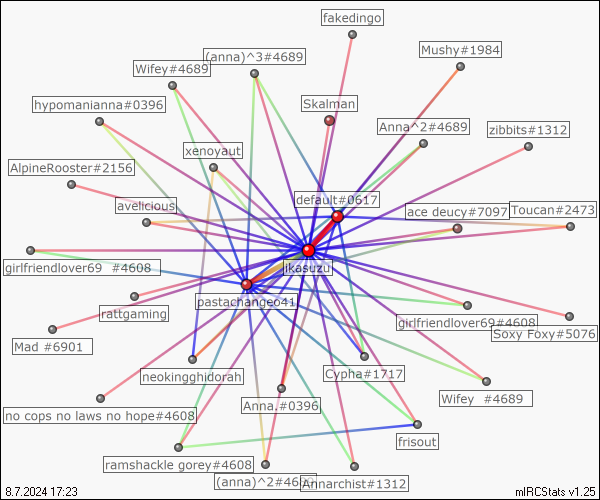 fakedingo
Mushy#1984
(anna)^3#4689
Wifey#4689
hypomanianna#0396
Skalman
Anna^2#4689
zibbits#1312
xenoyaut
AlpineRooster#2156
default#0617
avelicious
ace deucy#7097
Toucan#2473
girlfriendlover69 #4608
ikasuzu
pastachangeo41
rattgaming
girlfriendlover69#4608
Soxy Foxy#5076
Mad #6901
neokingghidorah
Cypha#1717
no cops no laws no hope#4608
Anna.#0396
Wifey #4689
frisout
ramshackle gorey#4608
(anna)^2#4689
Annarchist#1312
8.7.2024 17:23
mIRCStats v1.25